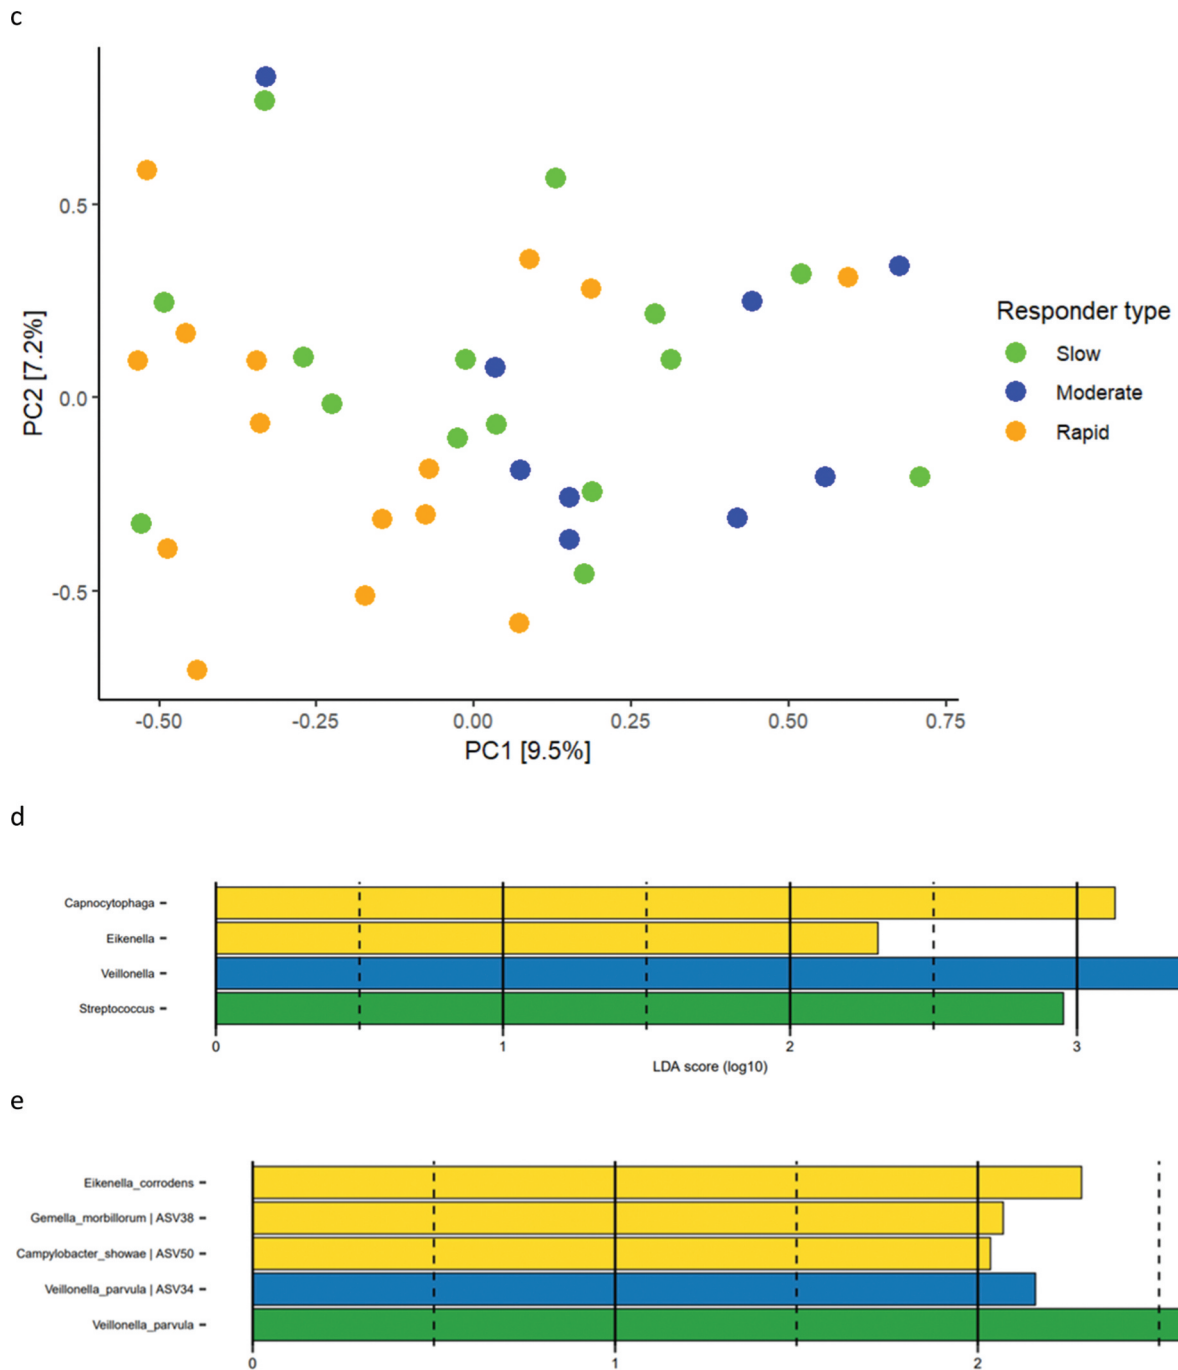 c
0.5
0.0
-0.5
PC2 [7.2%]
-0.50 -0.25 0.00 0.25 0.50 0.75
PC1 [9.5%]
Responder type
Slow
Moderate
Rapid
d
Capnocytophaga
Eikenella
Veillonella
Streptococcus
0 1 2 3
LDA score (log10)
e
Eikenella_corrodens
Gemella_morbillorum | ASV38
Campylobacter_showae | ASV50
Veillonella_parvula | ASV34
Veillonella_parvula
0 1 2